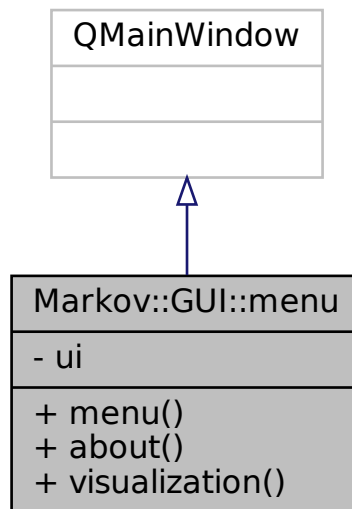 QMainWindow
Markov::GUI::menu
- ui
+ menu()
+ about()
+ visualization()